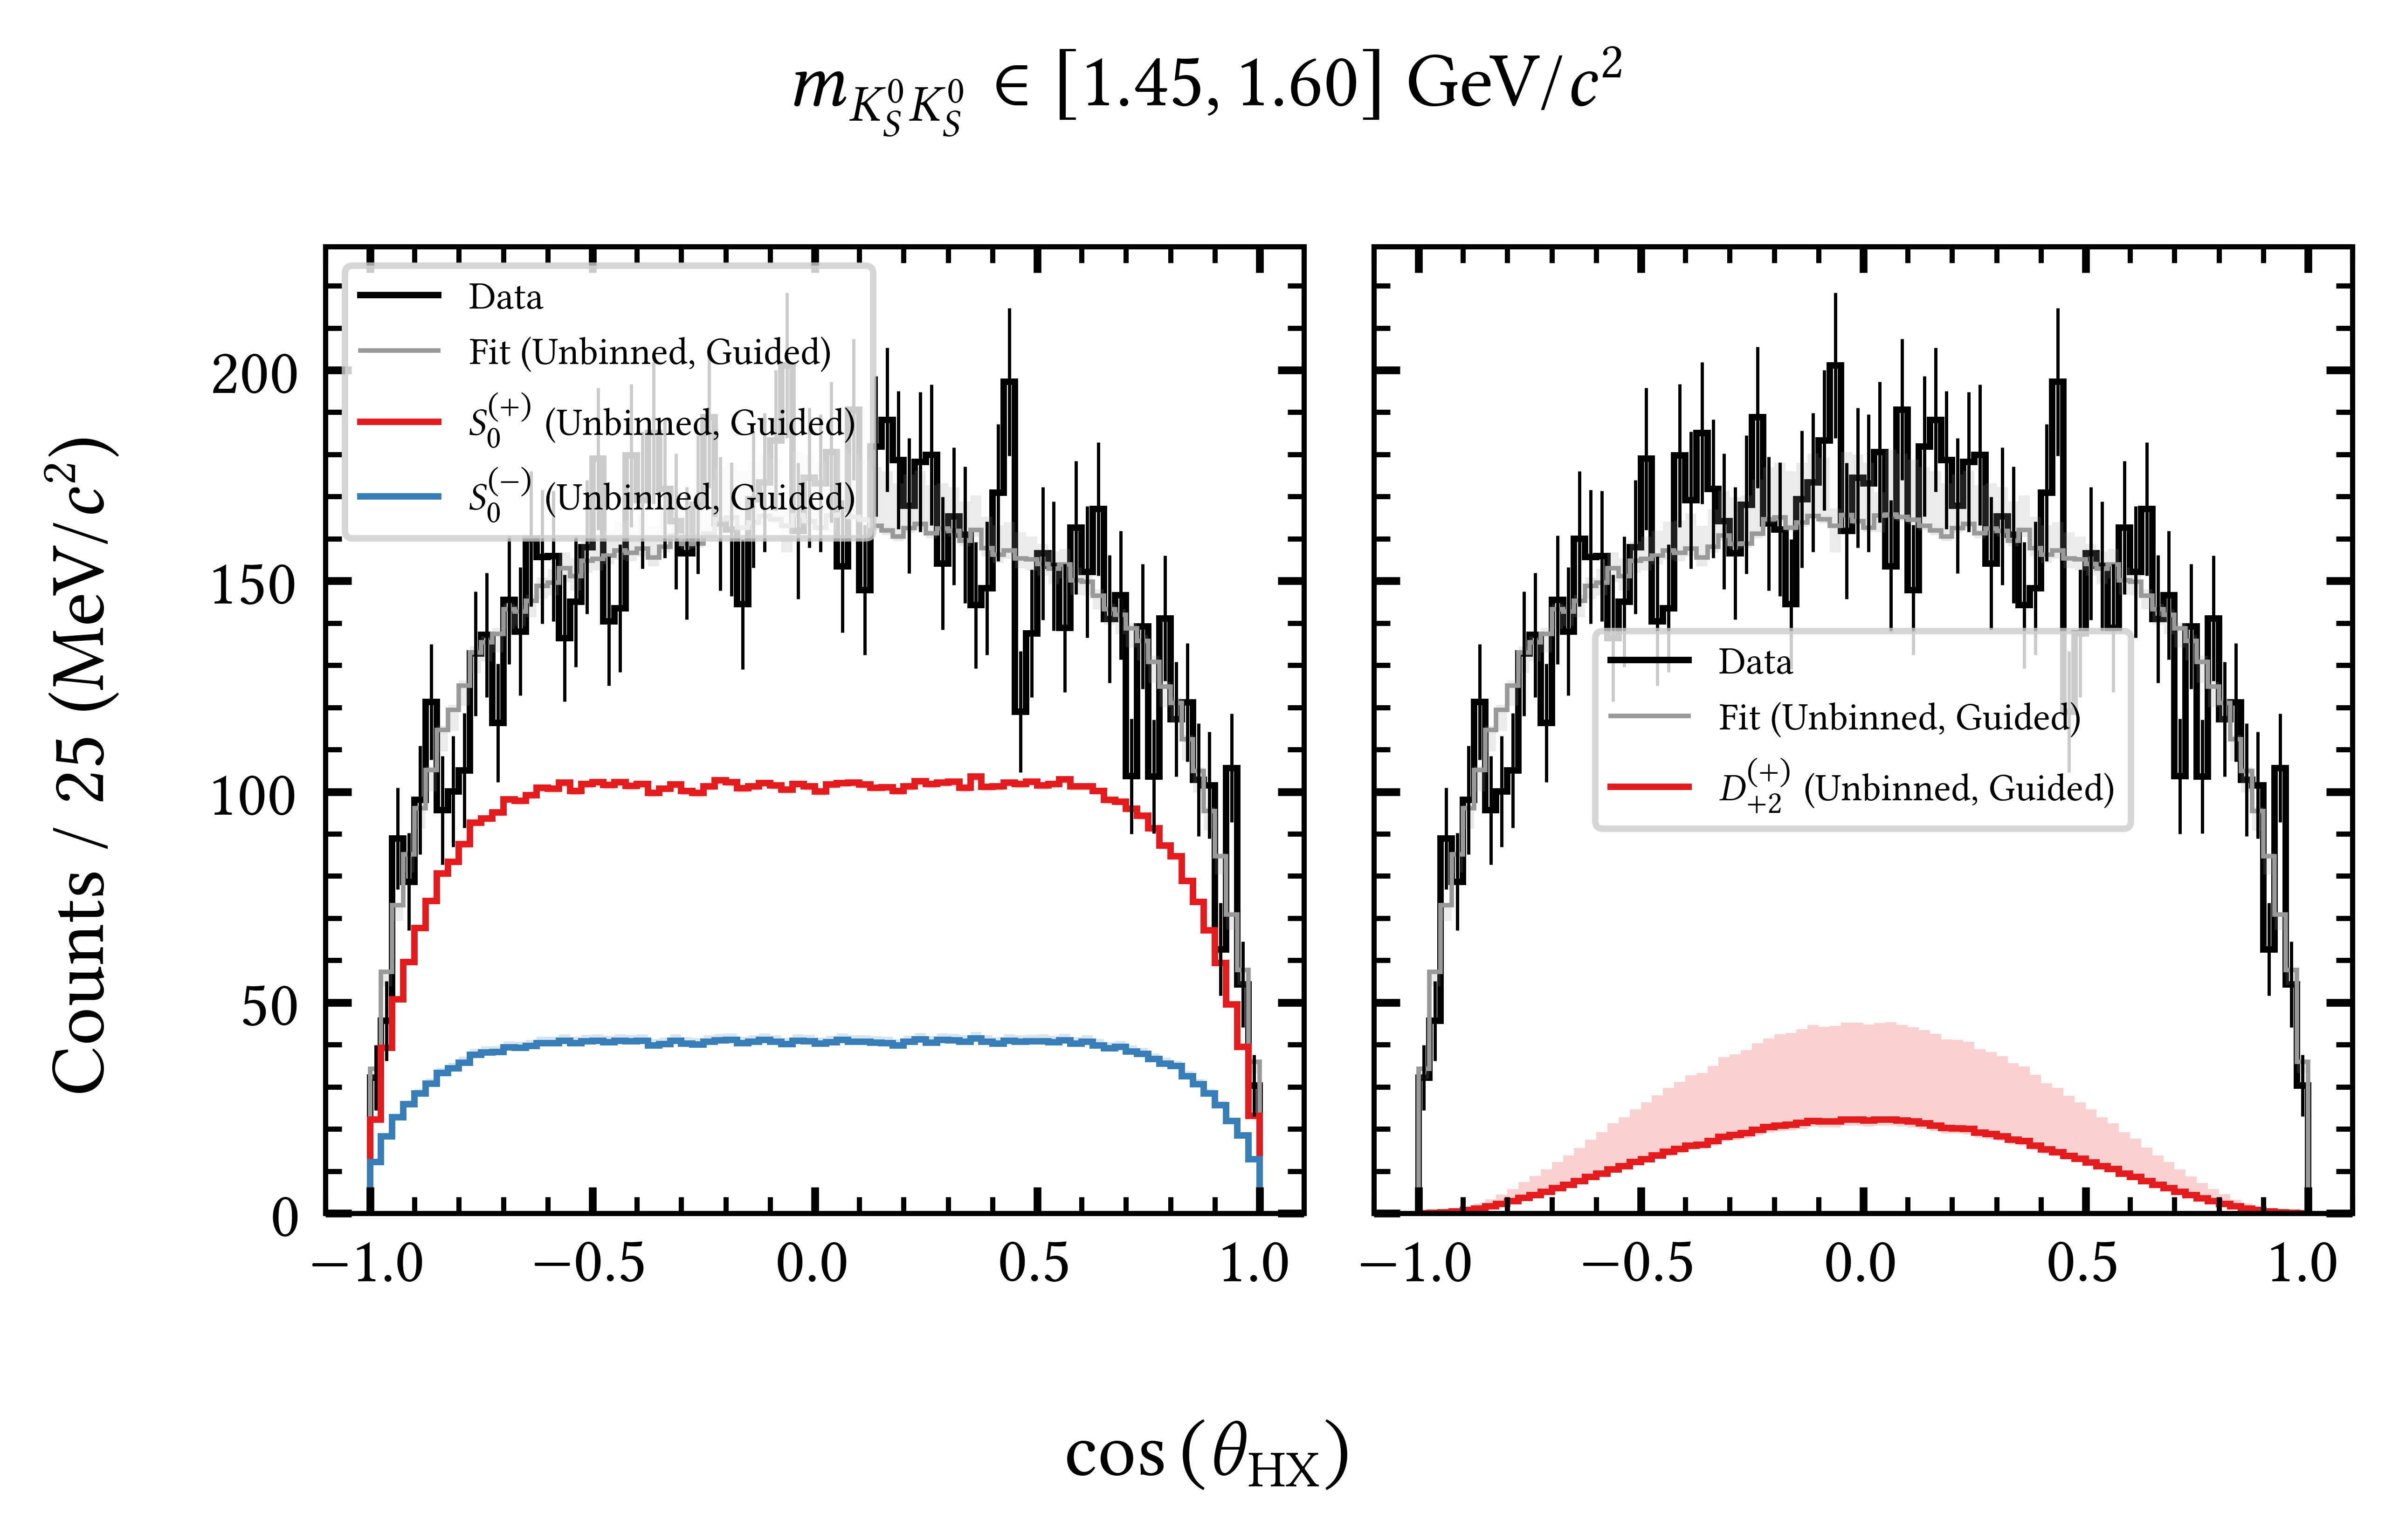 m_{K_S^0 K_S^0} ∈ [1.45, 1.60] GeV/c²
Counts / 25 (MeV/c²)
200
150
100
50
0
Data
Fit (Unbinned, Guided)
S_0^{(+)} (Unbinned, Guided)
S_0^{(−)} (Unbinned, Guided)
Data
Fit (Unbinned, Guided)
D_{+2}^{(+)} (Unbinned, Guided)
−1.0 −0.5 0.0 0.5 1.0
−1.0 −0.5 0.0 0.5 1.0
cos (θ_{HX})